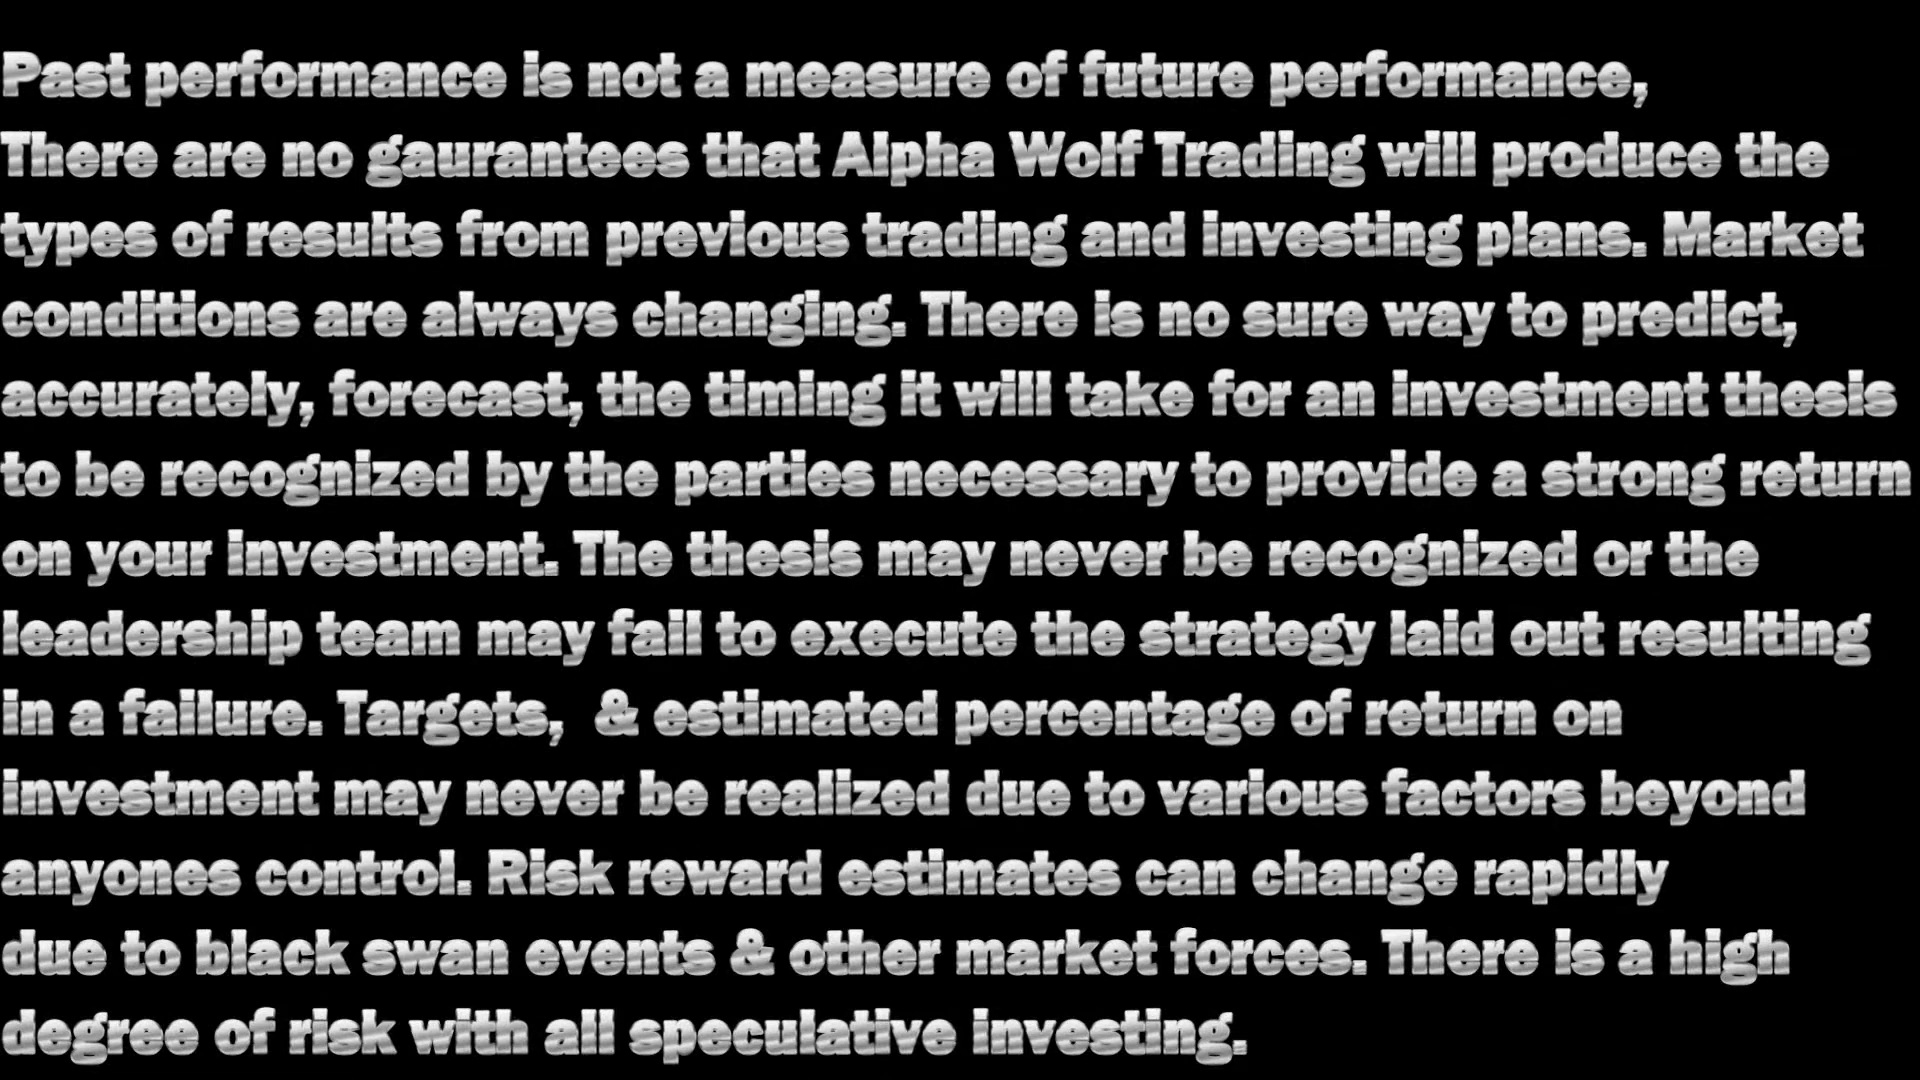 Past performance is not a measure of future performance,
There are no gaurantees that Alpha Wolf Trading will produce the
types of results from previous trading and investing plans. Market
conditions are always changing. There is no sure way to predict,
accurately, forecast, the timing it will take for an investment thesis
to be recognized by the parties necessary to provide a strong return
on your investment. The thesis may never be recognized or the
leadership team may fail to execute the strategy laid out resulting
in a failure. Targets,  & estimated percentage of return on
investment may never be realized due to various factors beyond
anyones control. Risk reward estimates can change rapidly
due to black swan events & other market forces. There is a high
degree of risk with all speculative investing.